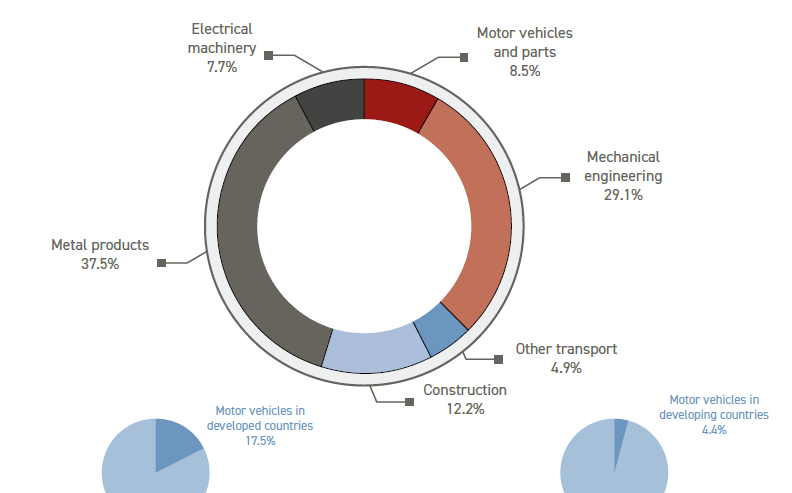 Electrical
machinery
7.7%
Motor vehicles
and parts
8.5%
Mechanical
engineering
29.1%
Metal products
37.5%
Other transport
4.9%
Construction
12.2%
Motor vehicles in
developed countries
17.5%
Motor vehicles in
developing countries
4.4%